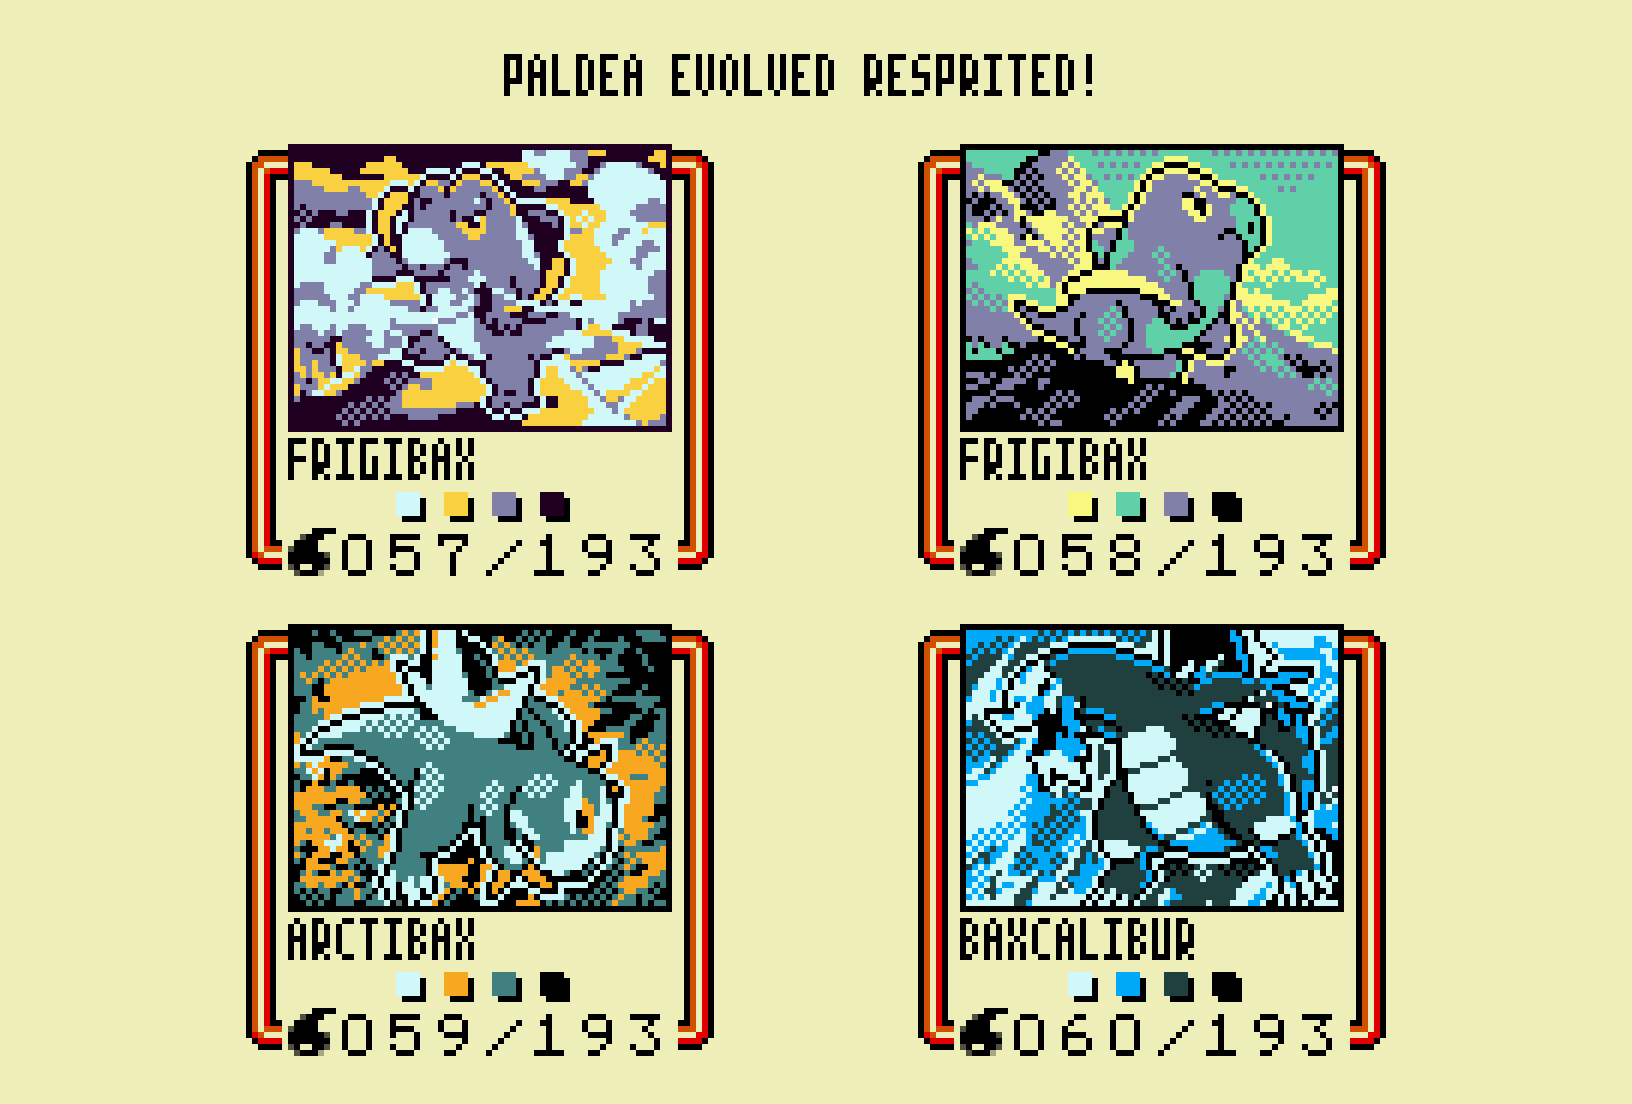 PALDEA EVOLVED RESPRITED!
FRIGIBAX
057/193
FRIGIBAX
058/193
ARCTIBAX
059/193
BAXCALIBUR
060/193